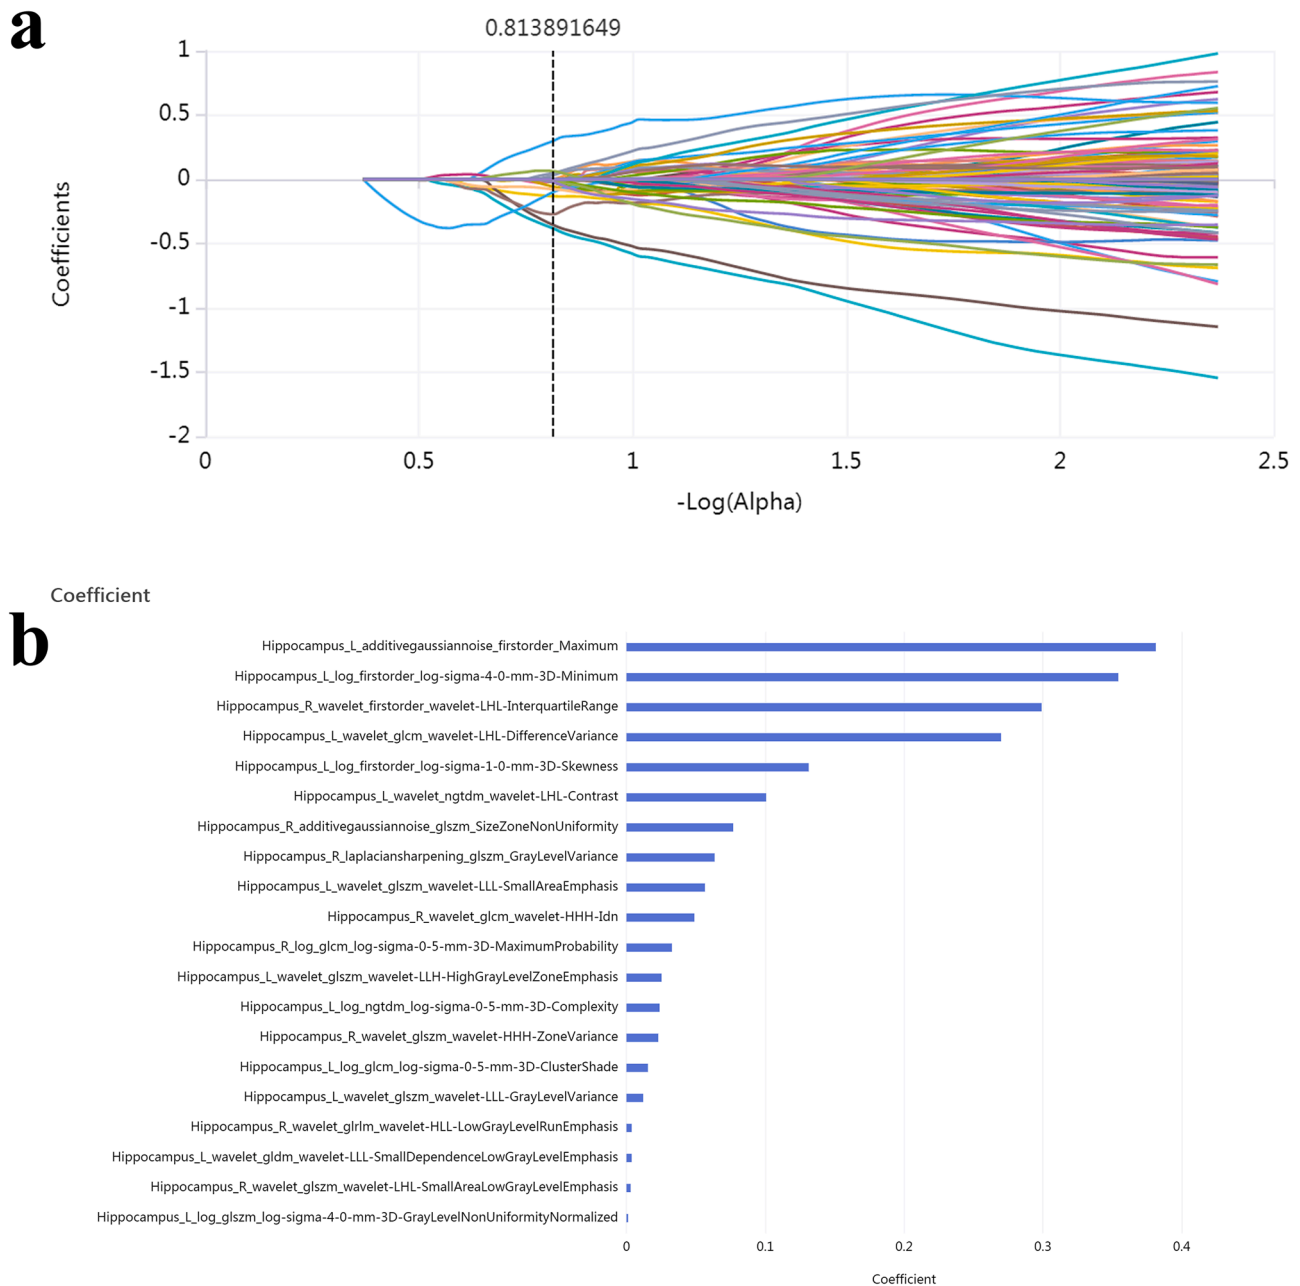 a
0.813891649
1
0.5
0
-0.5
-1
-1.5
-2
Coefficients
0 0.5 1 1.5 2 2.5
-Log(Alpha)
Coefficient
b
Hippocampus_L_additivegaussiannoise_firstorder_Maximum
Hippocampus_L_log_firstorder_log-sigma-4-0-mm-3D-Minimum
Hippocampus_R_wavelet_firstorder_wavelet-LHL-InterquartileRange
Hippocampus_L_wavelet_glcm_wavelet-LHL-DifferenceVariance
Hippocampus_L_log_firstorder_log-sigma-1-0-mm-3D-Skewness
Hippocampus_L_wavelet_ngtdm_wavelet-LHL-Contrast
Hippocampus_R_additivegaussiannoise_glszm_SizeZoneNonUniformity
Hippocampus_R_laplaciansharpening_glszm_GrayLevelVariance
Hippocampus_L_wavelet_glszm_wavelet-LLL-SmallAreaEmphasis
Hippocampus_R_wavelet_glcm_wavelet-HHH-Idn
Hippocampus_R_log_glcm_log-sigma-0-5-mm-3D-MaximumProbability
Hippocampus_L_wavelet_glszm_wavelet-LLH-HighGrayLevelZoneEmphasis
Hippocampus_L_log_ngtdm_log-sigma-0-5-mm-3D-Complexity
Hippocampus_R_wavelet_glszm_wavelet-HHH-ZoneVariance
Hippocampus_L_log_glcm_log-sigma-0-5-mm-3D-ClusterShade
Hippocampus_L_wavelet_glszm_wavelet-LLL-GrayLevelVariance
Hippocampus_R_wavelet_glrlm_wavelet-HLL-LowGrayLevelRunEmphasis
Hippocampus_L_wavelet_gldm_wavelet-LLL-SmallDependenceLowGrayLevelEmphasis
Hippocampus_R_wavelet_glszm_wavelet-LHL-SmallAreaLowGrayLevelEmphasis
Hippocampus_L_log_glszm_log-sigma-4-0-mm-3D-GrayLevelNonUniformityNormalized
0 0.1 0.2 0.3 0.4
Coefficient